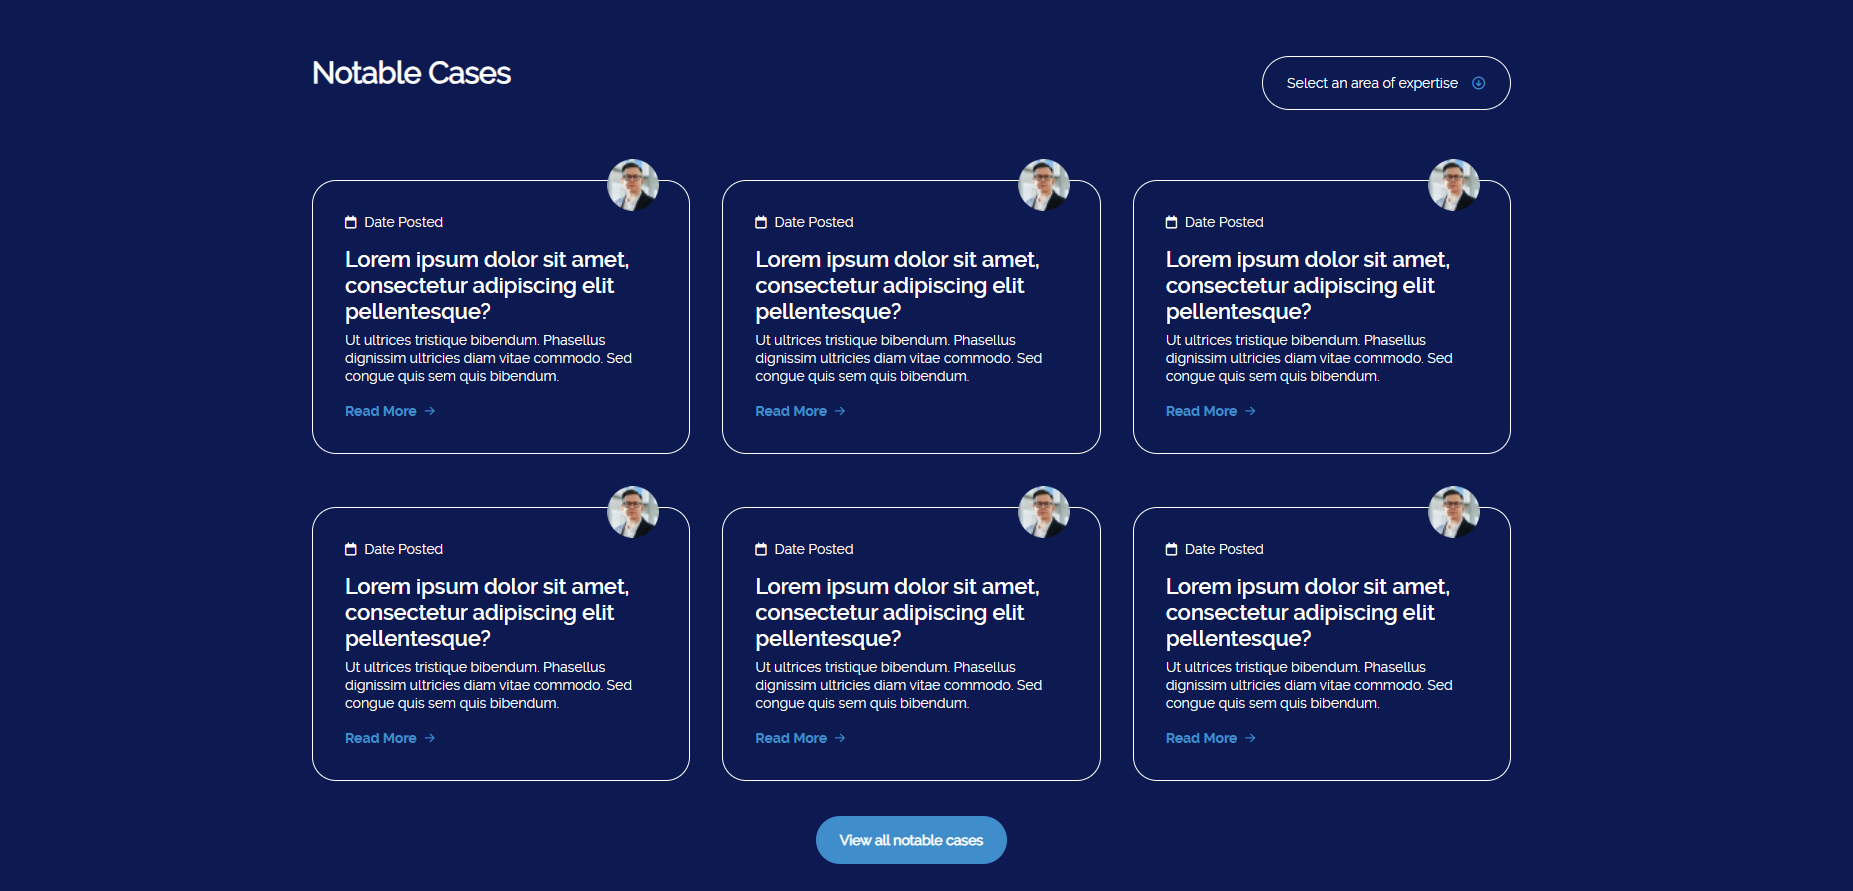 Notable Cases
Select an area of expertise
Date Posted
Lorem ipsum dolor sit amet,
consectetur adipiscing elit
pellentesque?
Ut ultrices tristique bibendum. Phasellus
dignissim ultricies diam vitae commodo. Sed
congue quis sem quis bibendum.
Read More
Date Posted
Lorem ipsum dolor sit amet,
consectetur adipiscing elit
pellentesque?
Ut ultrices tristique bibendum. Phasellus
dignissim ultricies diam vitae commodo. Sed
congue quis sem quis bibendum.
Read More
Date Posted
Lorem ipsum dolor sit amet,
consectetur adipiscing elit
pellentesque?
Ut ultrices tristique bibendum. Phasellus
dignissim ultricies diam vitae commodo. Sed
congue quis sem quis bibendum.
Read More
Date Posted
Lorem ipsum dolor sit amet,
consectetur adipiscing elit
pellentesque?
Ut ultrices tristique bibendum. Phasellus
dignissim ultricies diam vitae commodo. Sed
congue quis sem quis bibendum.
Read More
Date Posted
Lorem ipsum dolor sit amet,
consectetur adipiscing elit
pellentesque?
Ut ultrices tristique bibendum. Phasellus
dignissim ultricies diam vitae commodo. Sed
congue quis sem quis bibendum.
Read More
Date Posted
Lorem ipsum dolor sit amet,
consectetur adipiscing elit
pellentesque?
Ut ultrices tristique bibendum. Phasellus
dignissim ultricies diam vitae commodo. Sed
congue quis sem quis bibendum.
Read More
View all notable cases